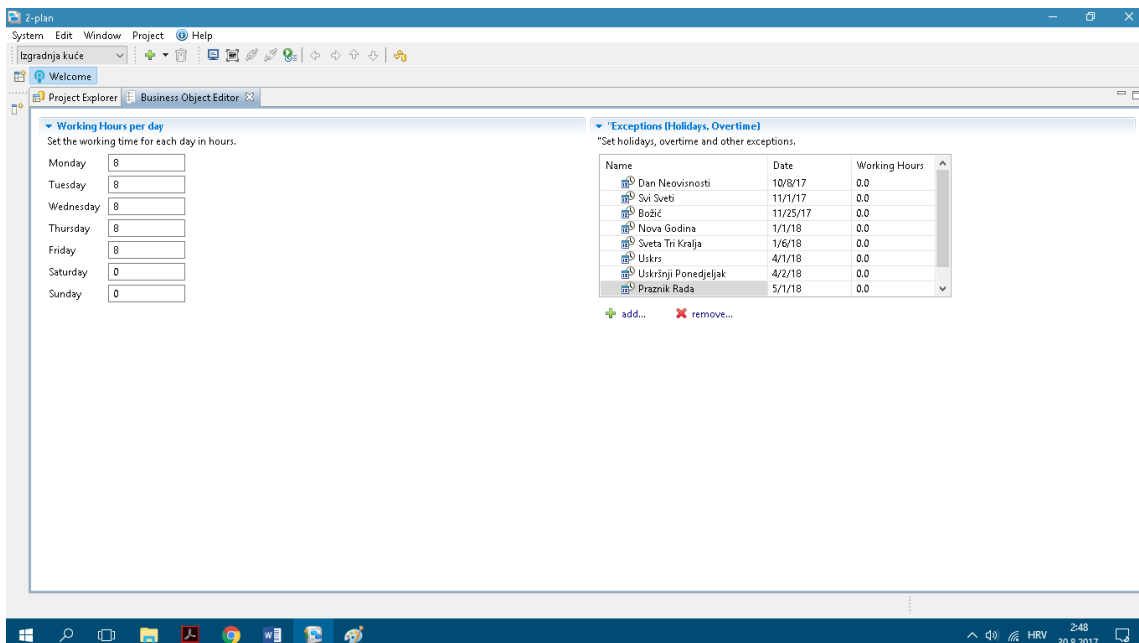 2-plan
System Edit Window Project Help
Izgradnja kuće
Welcome
Project Explorer Business Object Editor
Working Hours per day
Set the working time for each day in hours.
Monday 8
Tuesday 8
Wednesday 8
Thursday 8
Friday 8
Saturday 0
Sunday 0
"Exceptions (Holidays, Overtime)
"Set holidays, overtime and other exceptions.
Name Date Working Hours
Dan Neovisnosti 10/8/17 0.0
Svi Sveti 11/1/17 0.0
Božić 11/25/17 0.0
Nova Godina 1/1/18 0.0
Sveta Tri Kralja 1/6/18 0.0
Uskrs 4/1/18 0.0
Uskršnji Ponedjeljak 4/2/18 0.0
Praznik Rada 5/1/18 0.0
add... remove...
HRV
2:48
30.8.2017